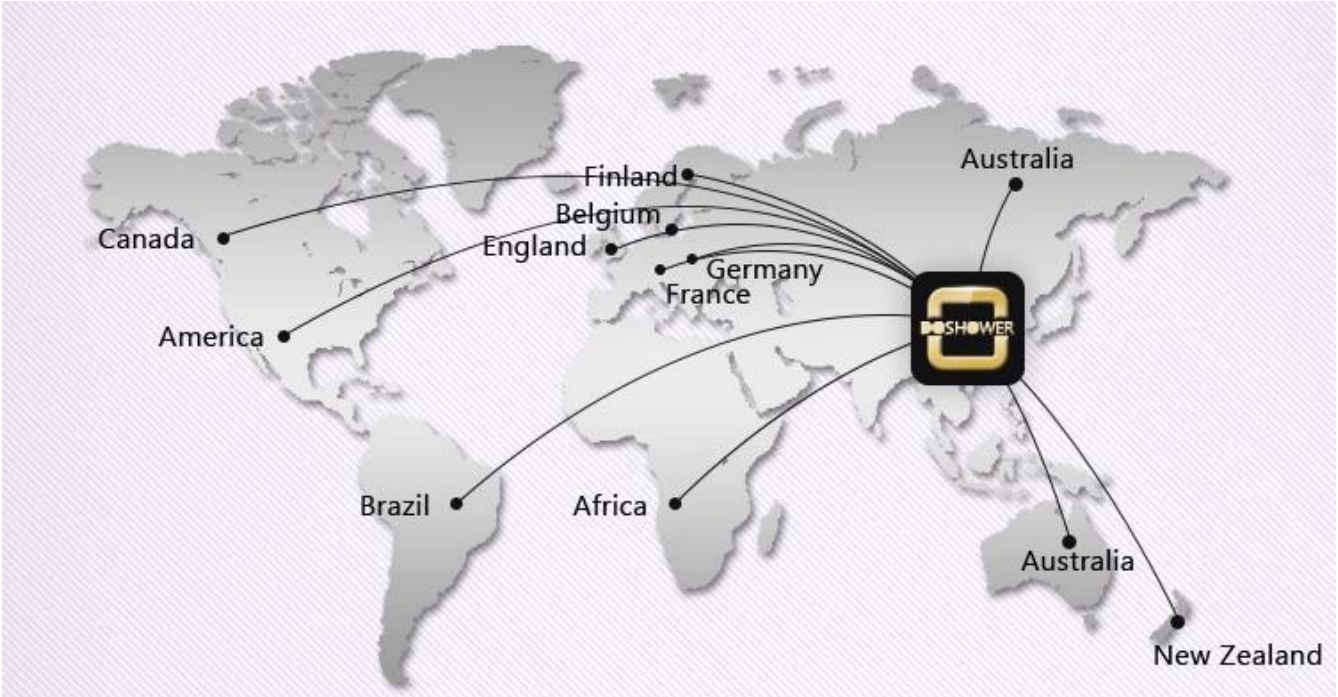 Australia
Finland
Belgium
Canada
England
Germany
France
DOSHOWER
America
Brazil
Africa
Australia
New Zealand